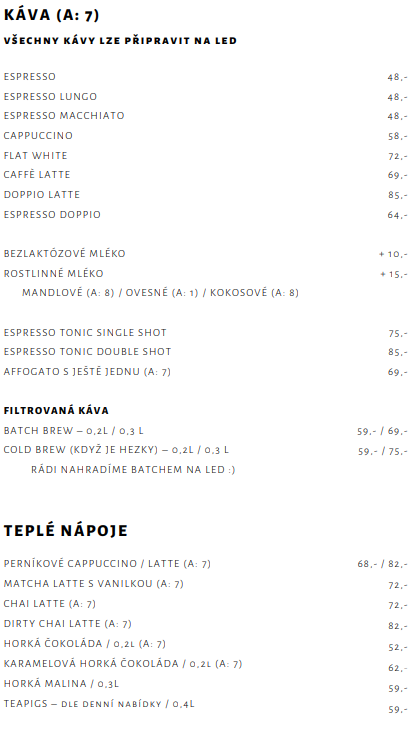 KÁVA (A: 7)
VŠECHNY KÁVY LZE PŘIPRAVIT NA LED
ESPRESSO 48,-
ESPRESSO LUNGO 48,-
ESPRESSO MACCHIATO 48,-
CAPPUCCINO 58,-
FLAT WHITE 72,-
CAFFÈ LATTE 69,-
DOPPIO LATTE 85,-
ESPRESSO DOPPIO 64,-
BEZLAKTÓZOVÉ MLÉKO + 10,-
ROSTLINNÉ MLÉKO + 15,-
MANDLOVÉ (A: 8) / OVESNÉ (A: 1) / KOKOSOVÉ (A: 8)
ESPRESSO TONIC SINGLE SHOT 75,-
ESPRESSO TONIC DOUBLE SHOT 85,-
AFFOGATO S JEŠTĚ JEDNU (A: 7) 69,-
FILTROVANÁ KÁVA
BATCH BREW – 0,2L / 0,3 L 59,- / 69,-
COLD BREW (KDYŽ JE HEZKY) – 0,2L / 0,3 L 59,- / 75,-
RÁDI NAHRADÍME BATCHEM NA LED :)
TEPLÉ NÁPOJE
PERNÍKOVÉ CAPPUCCINO / LATTE (A: 7) 68,- / 82,-
MATCHA LATTE S VANILKOU (A: 7) 72,-
CHAI LATTE (A: 7) 72,-
DIRTY CHAI LATTE (A: 7) 82,-
HORKÁ ČOKOLÁDA / 0,2L (A: 7) 52,-
KARAMELOVÁ HORKÁ ČOKOLÁDA / 0,2L (A: 7) 62,-
HORKÁ MALINA / 0,3L 59,-
TEAPIGS – DLE DENNÍ NABÍDKY / 0,4L 59,-